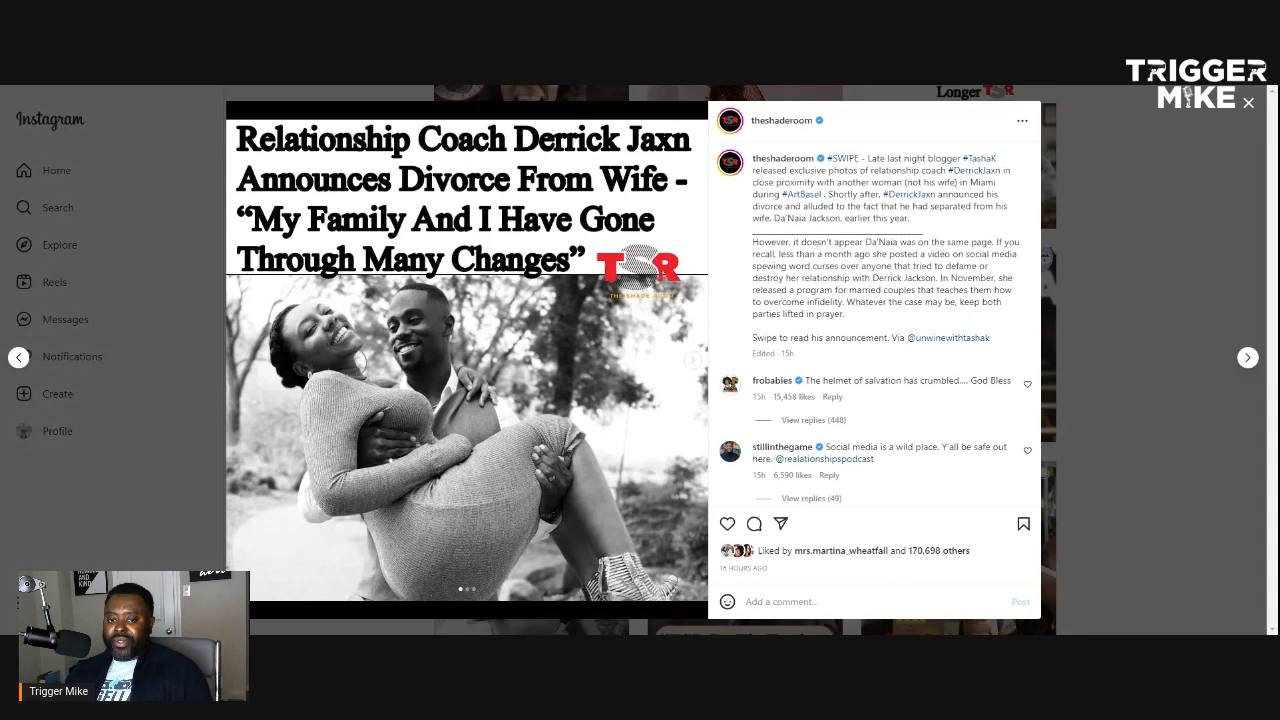 TRIGGER
MIKE
Longer TSR
Instagram
Home
Search
Explore
Reels
Messages
Notifications
Create
Profile
Relationship Coach Derrick Jaxn
Announces Divorce From Wife -
“My Family And I Have Gone
Through Many Changes”
TSR
THE SHADE ROOM
theshaderoom
theshaderoom #SWIPE - Late last night blogger #TashaK
released exclusive photos of relationship coach #DerrickJaxn in
close proximity with another woman (not his wife) in Miami
during #ArtBasel . Shortly after, #DerrickJaxn announced his
divorce and alluded to the fact that he had separated from his
wife, Da’Naia Jackson, earlier this year.
However, it doesn’t appear Da’Naia was on the same page. If you
recall, less than a month ago she posted a video on social media
spewing word curses over anyone that tried to defame or
destroy her relationship with Derrick Jackson. In November, she
released a program for married couples that teaches them how
to overcome infidelity. Whatever the case may be, keep both
parties lifted in prayer.
Swipe to read his announcement. Via @unwinewithtashak
Edited · 15h
frobabies The helmet of salvation has crumbled…. God Bless
15h 15,458 likes Reply
View replies (448)
stillinthegame Social media is a wild place. Y’all be safe out
here. @realationshipspodcast
15h 6,590 likes Reply
View replies (49)
Liked by mrs.martina_wheatfall and 170,698 others
16 HOURS AGO
Add a comment... Post
AND
KIND
Trigger Mike